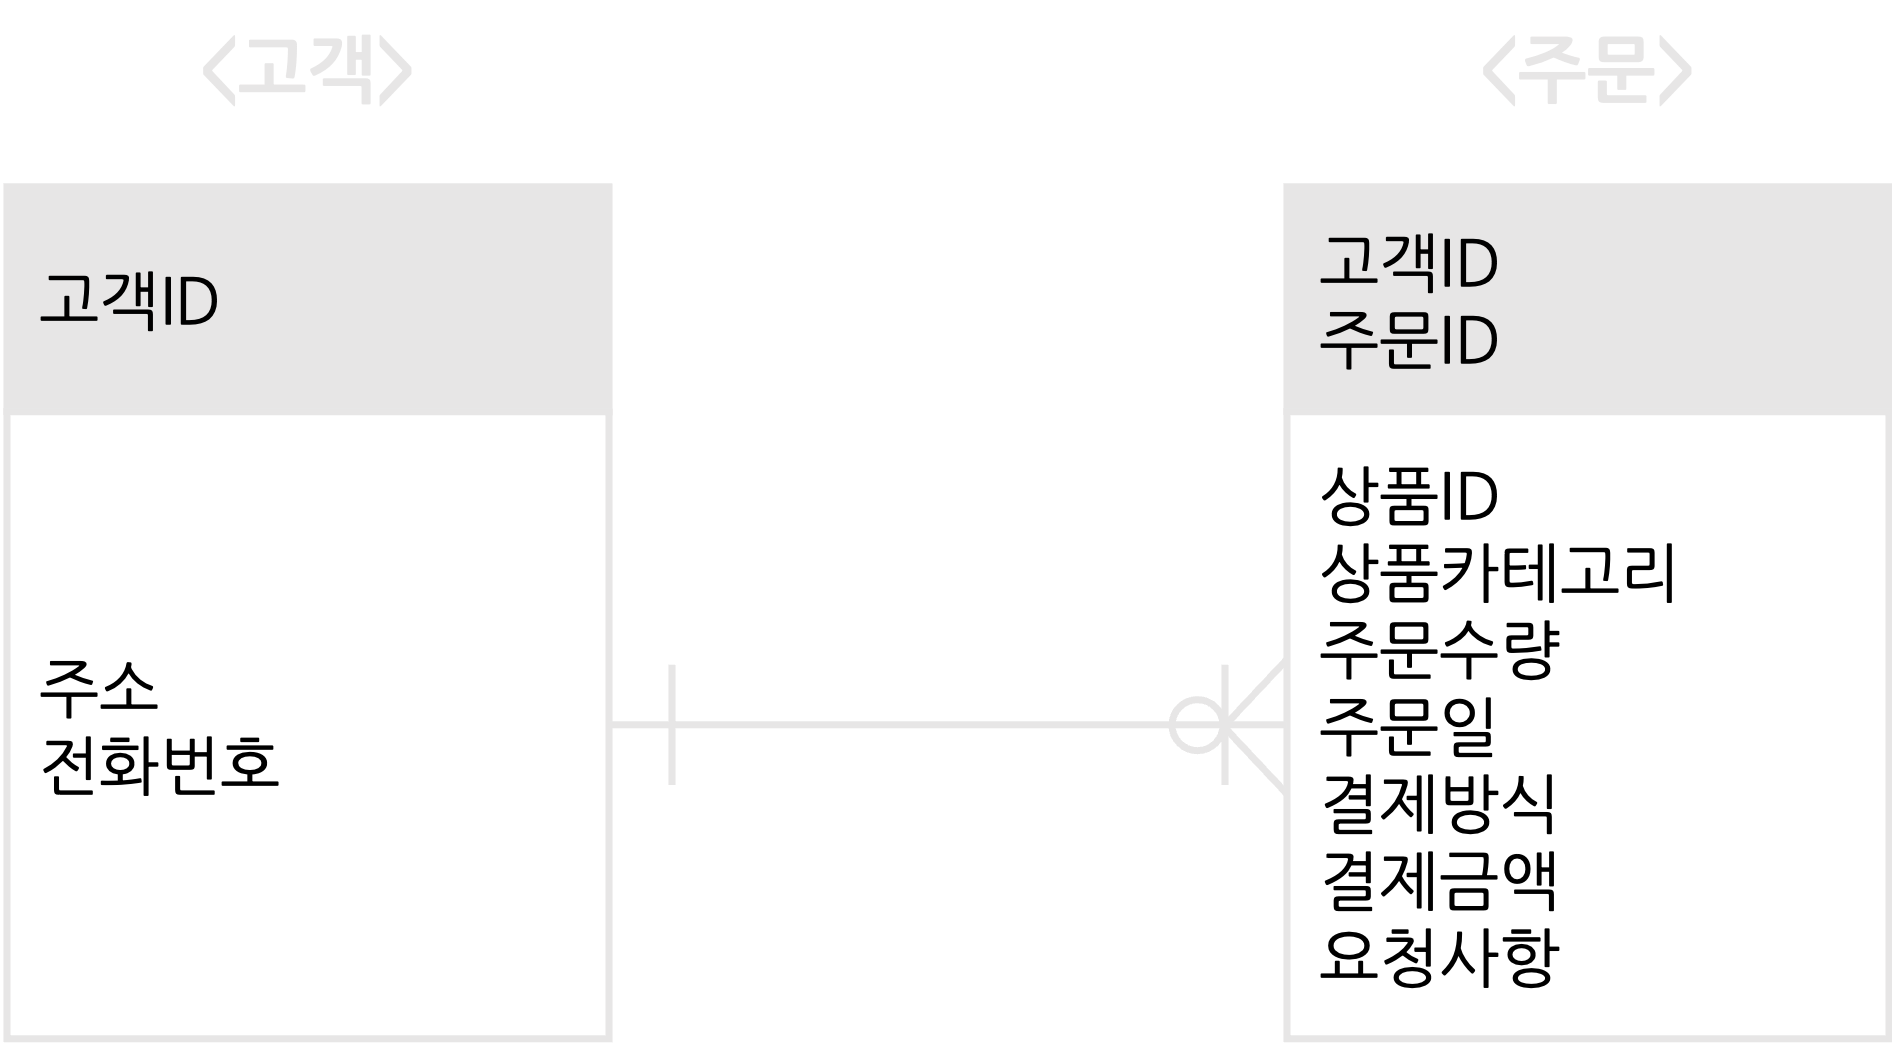 <고객>
고객ID
주소
전화번호
<주문>
고객ID
주문ID
상품ID
상품카테고리
주문수량
주문일
결제방식
결제금액
요청사항